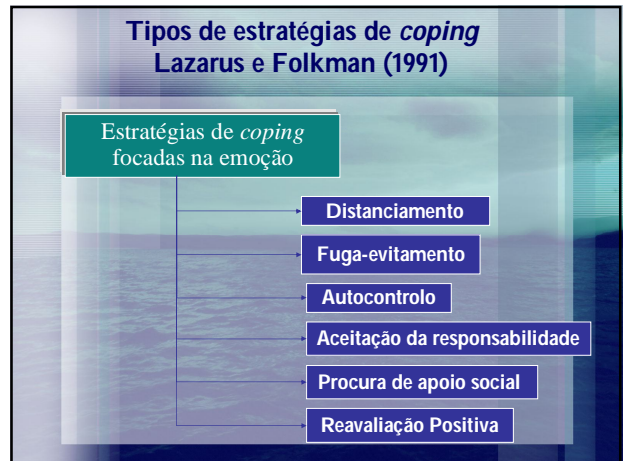 Tipos de estratégias de coping
Lazarus e Folkman (1991)
Estratégias de coping
focadas na emoção
Distanciamento
Fuga-evitamento
Autocontrolo
Aceitação da responsabilidade
Procura de apoio social
Reavaliação Positiva